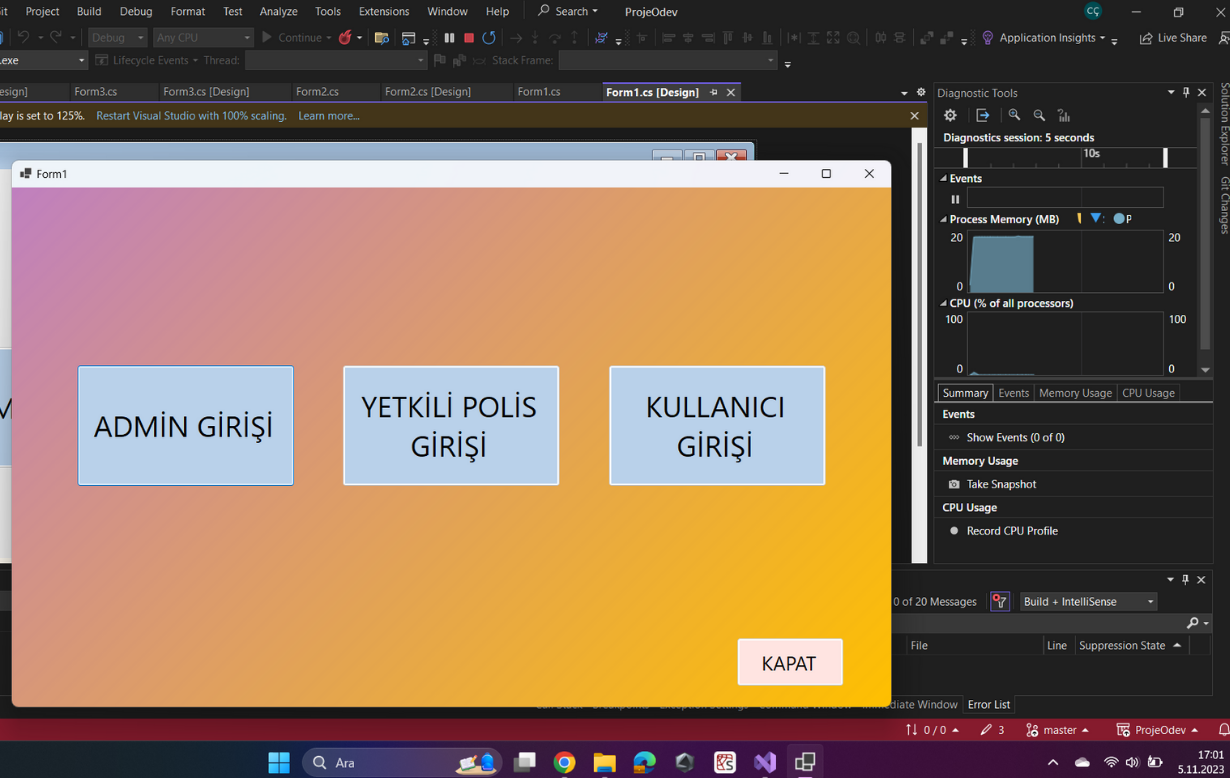 it Project Build Debug Format Test Analyze Tools Extensions Window Help Search ProjeOdev CÇ
Debug Any CPU Continue Application Insights Live Share
.exe Lifecycle Events Thread: Stack Frame:
esign] Form3.cs Form3.cs [Design] Form2.cs Form2.cs [Design] Form1.cs Form1.cs [Design]
lay is set to 125%. Restart Visual Studio with 100% scaling. Learn more...
Form1
ADMİN GİRİŞİ
YETKİLİ POLİS
GİRİŞİ
KULLANICI
GİRİŞİ
KAPAT
Diagnostic Tools
Diagnostics session: 5 seconds
10s
Events
Process Memory (MB) P
20 20
0 0
CPU (% of all processors)
100 100
0 0
Summary Events Memory Usage CPU Usage
Events
Show Events (0 of 0)
Memory Usage
Take Snapshot
CPU Usage
Record CPU Profile
Solution Explorer
Git Changes
0 of 20 Messages Build + IntelliSense
File Line Suppression State
Window Error List
0 / 0 3 master ProjeOdev
Ara
17:01
5.11.2023